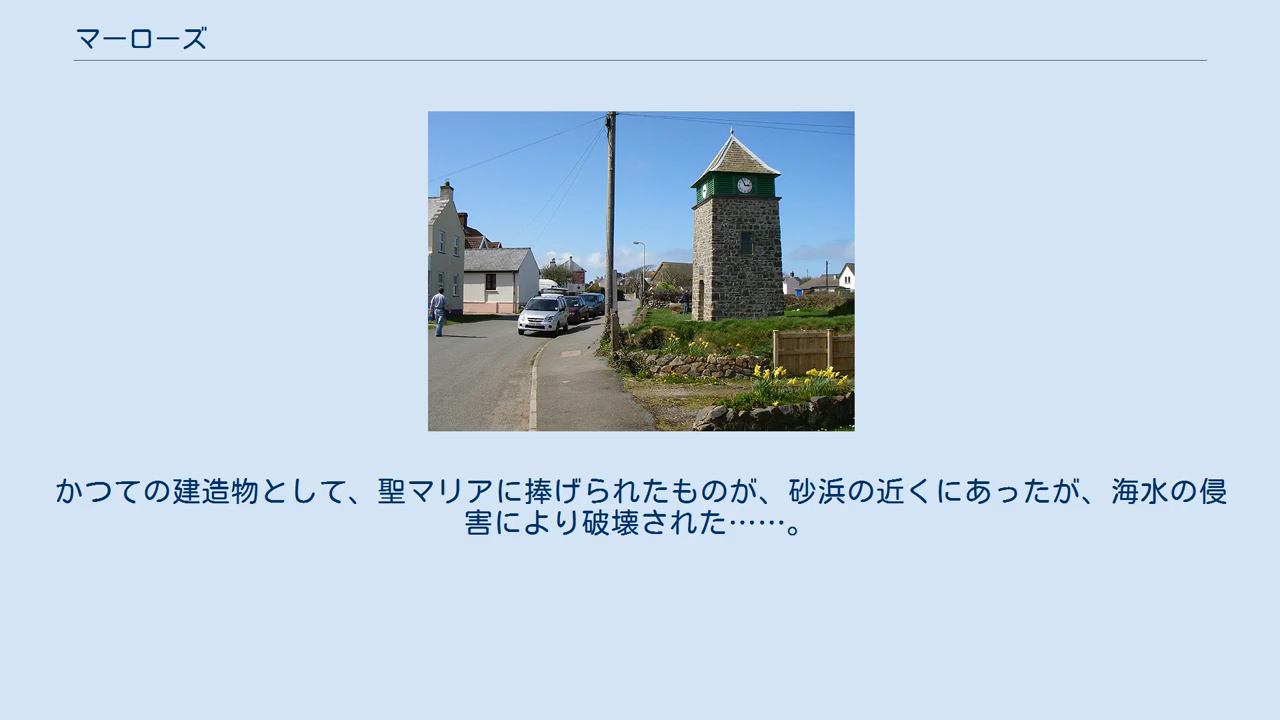 マーローズ
かつての建造物として、聖マリアに捧げられたものが、砂浜の近くにあったが、海水の侵
害により破壊された……。